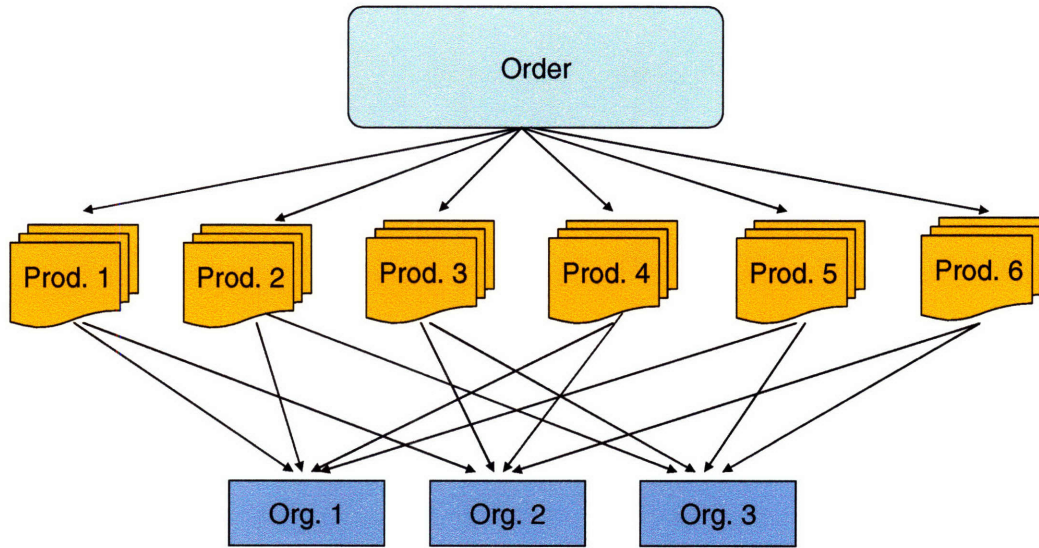 Order
Prod. 1
Prod. 2
Prod. 3
Prod. 4
Prod. 5
Prod. 6
Org. 1
Org. 2
Org. 3